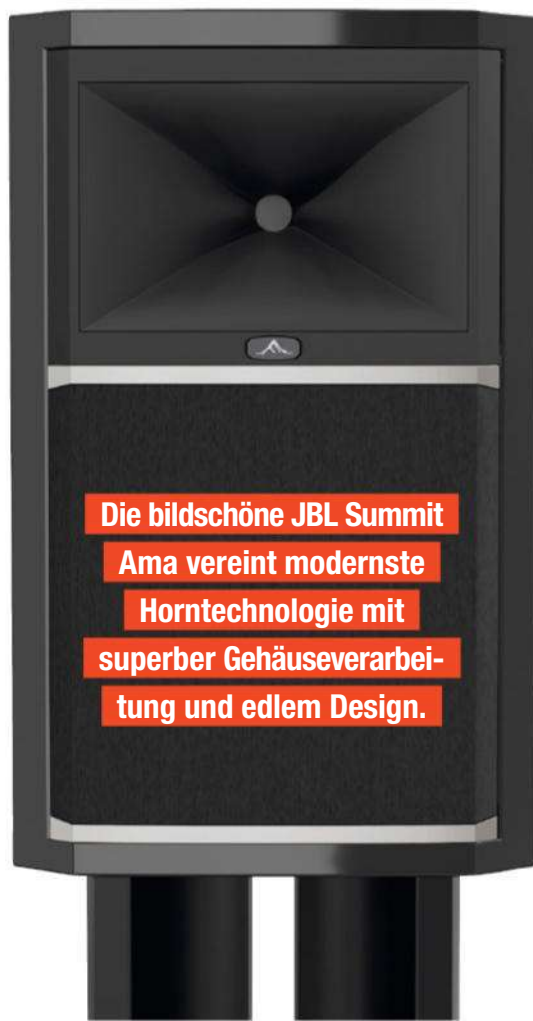 Die bildschöne JBL Summit
Ama vereint modernste
Horntechnologie mit
superber Gehäuseverarbei-
tung und edlem Design.